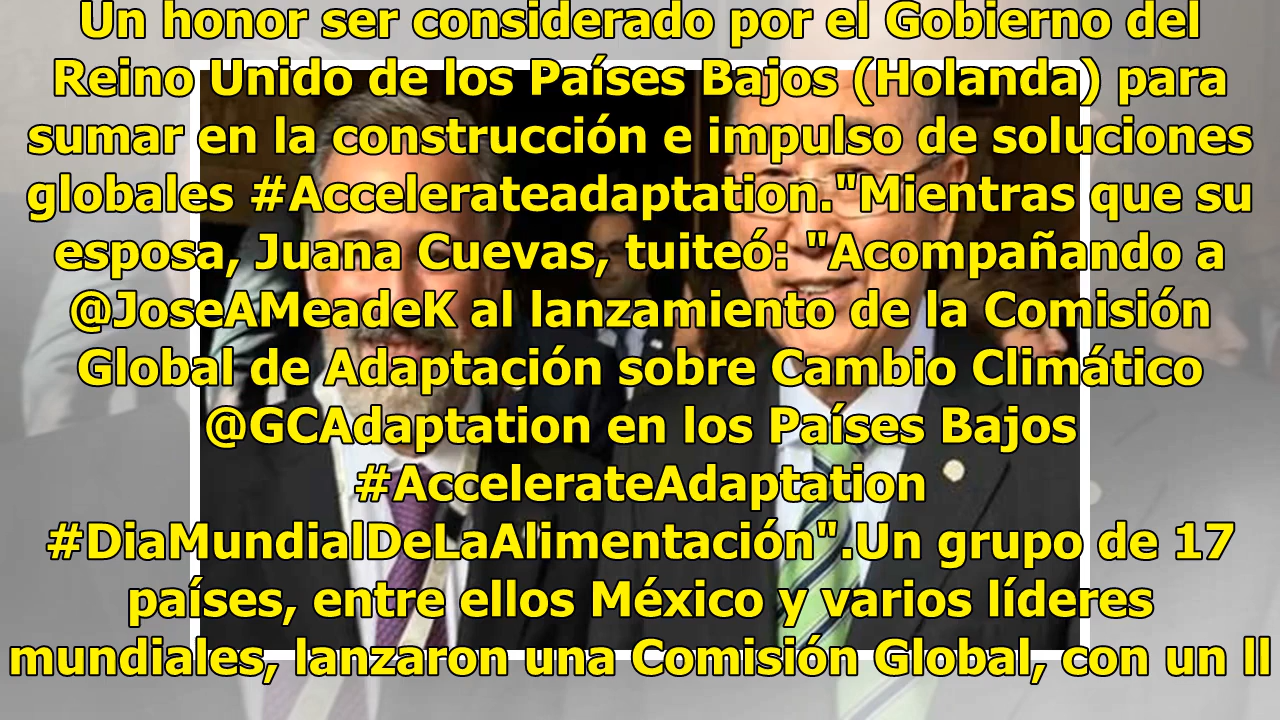 Un honor ser considerado por el Gobierno del
Reino Unido de los Países Bajos (Holanda) para
sumar en la construcción e impulso de soluciones
globales #Accelerateadaptation."Mientras que su
esposa, Juana Cuevas, tuiteó: "Acompañando a
@JoseAMeadeK al lanzamiento de la Comisión
Global de Adaptación sobre Cambio Climático
@GCAdaptation en los Países Bajos
#AccelerateAdaptation
#DiaMundialDeLaAlimentación".Un grupo de 17
países, entre ellos México y varios líderes
mundiales, lanzaron una Comisión Global, con un ll